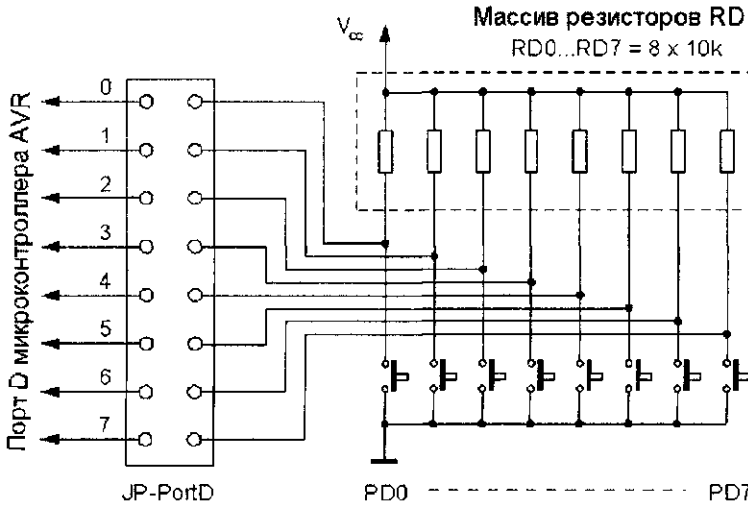 Массив резисторов RD
Vcc
RD0...RD7 = 8 x 10k
Порт D микроконтроллера AVR
0
1
2
3
4
5
6
7
JP-PortD
PD0
PD7